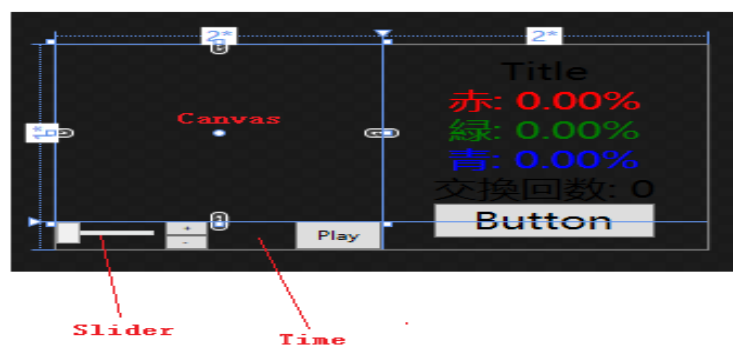 2* 2*
Title
赤: 0.00%
Canvas
緑: 0.00%
1*
青: 0.00%
交換回数: 0
+
-
Play
Button
Slider
Time